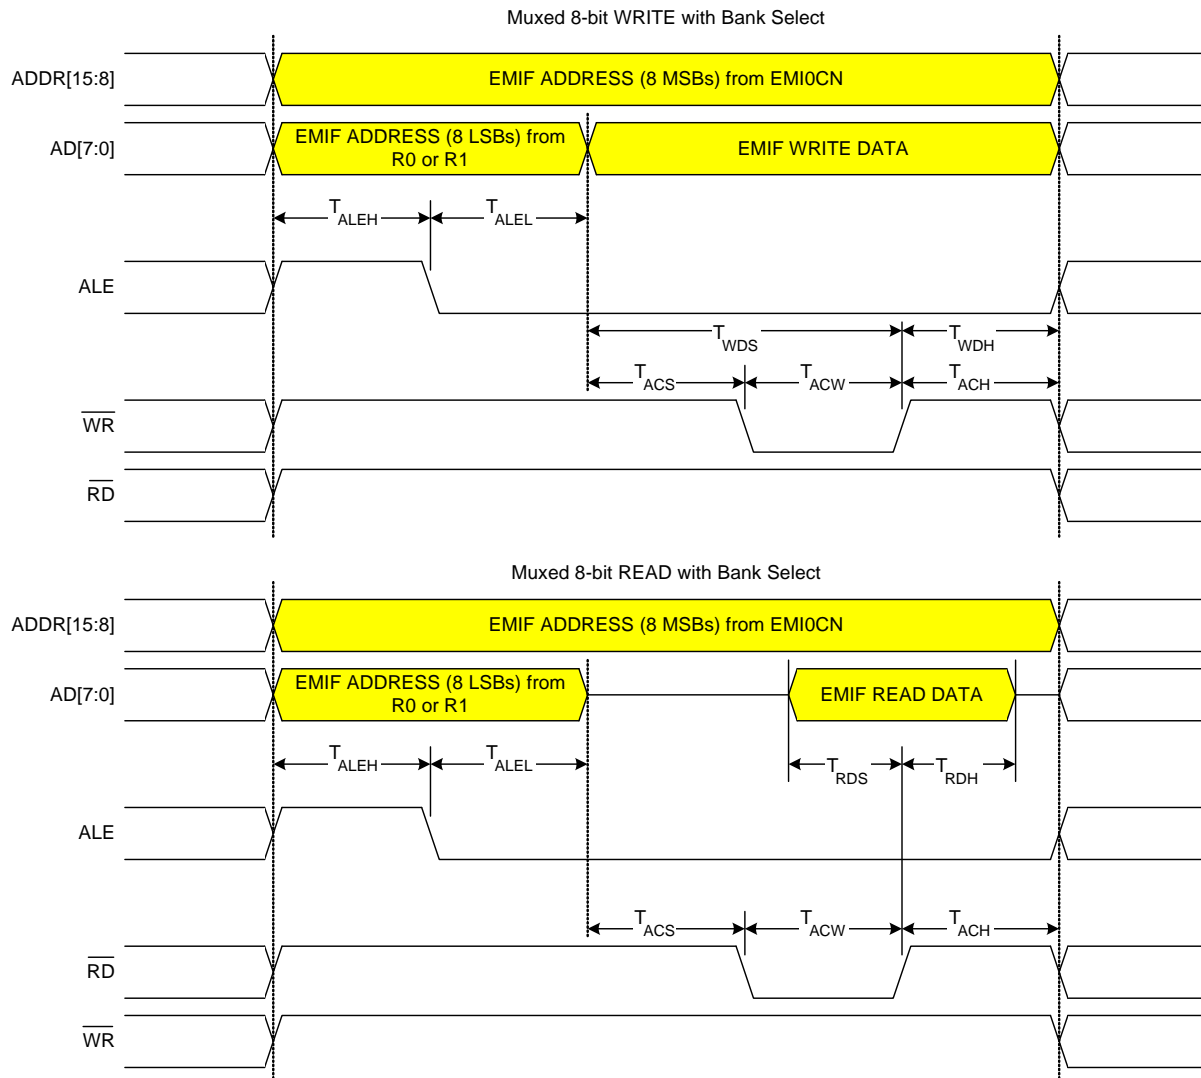 Muxed 8-bit WRITE with Bank Select
ADDR[15:8]
EMIF ADDRESS (8 MSBs) from EMI0CN
AD[7:0]
EMIF ADDRESS (8 LSBs) from
R0 or R1
EMIF WRITE DATA
TALEH
TALEL
ALE
TWDS
TWDH
TACS
TACW
TACH
WR
RD
Muxed 8-bit READ with Bank Select
ADDR[15:8]
EMIF ADDRESS (8 MSBs) from EMI0CN
AD[7:0]
EMIF ADDRESS (8 LSBs) from
R0 or R1
EMIF READ DATA
TALEH
TALEL
TRDS
TRDH
ALE
TACS
TACW
TACH
RD
WR